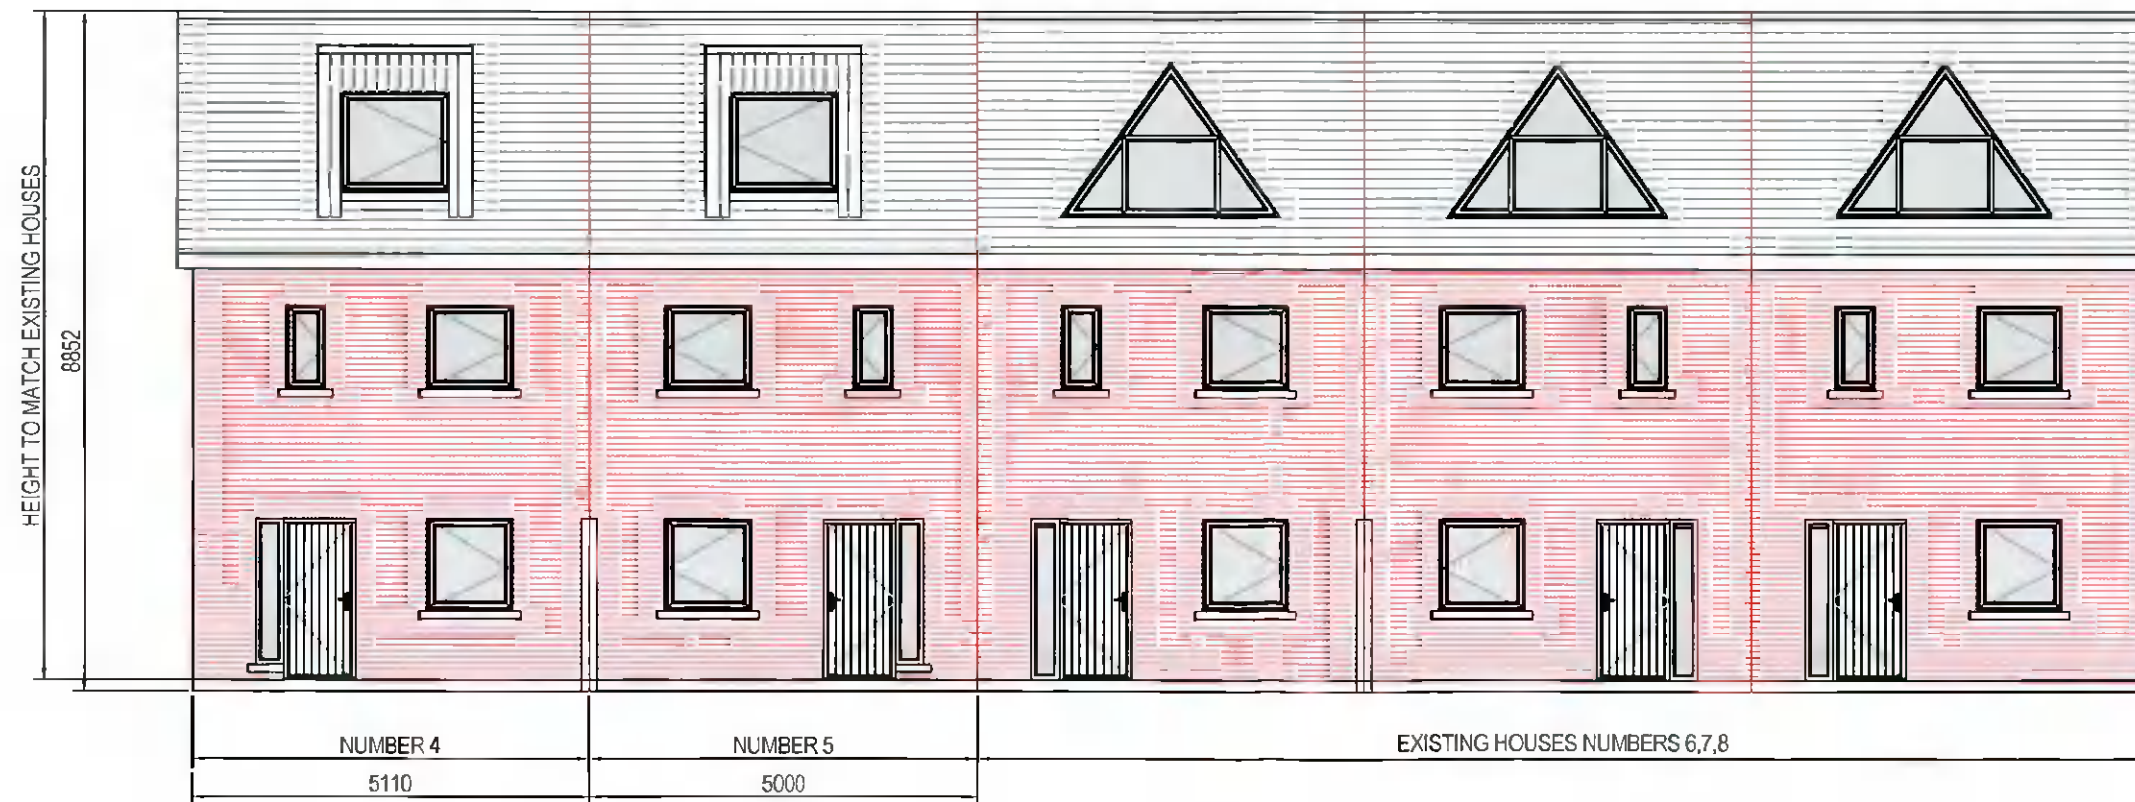 HEIGHT TO MATCH EXISTING HOUSES
8852
NUMBER 4
NUMBER 5
EXISTING HOUSES NUMBERS 6,7,8
5110
5000